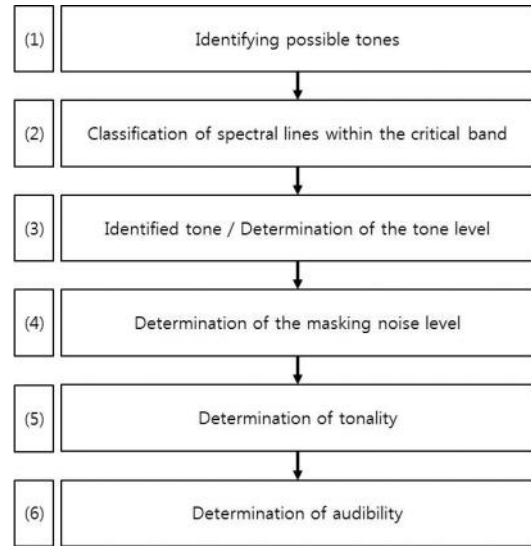 (1) Identifying possible tones
(2) Classification of spectral lines within the critical band
(3) Identified tone / Determination of the tone level
(4) Determination of the masking noise level
(5) Determination of tonality
(6) Determination of audibility